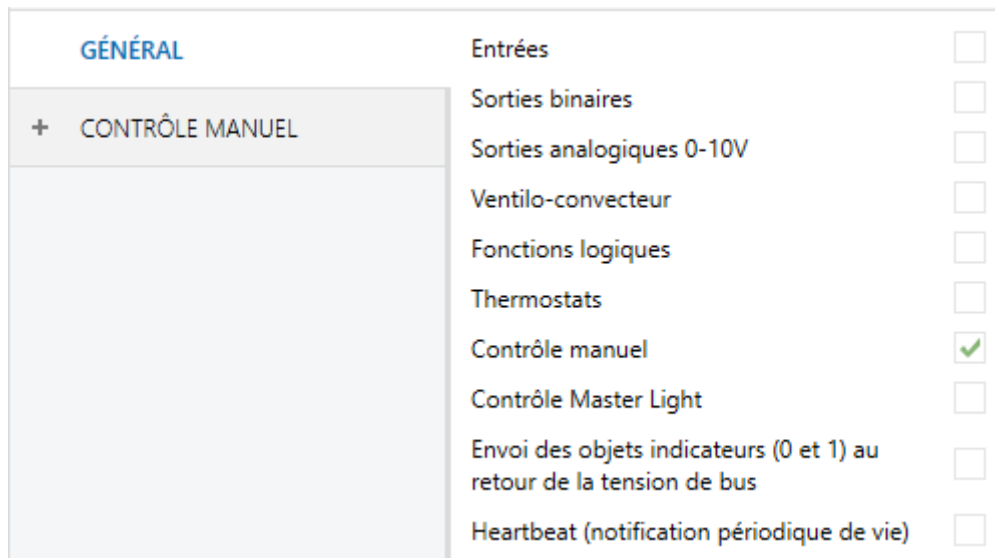 GÉNÉRAL
+ CONTRÔLE MANUEL
Entrées
Sorties binaires
Sorties analogiques 0-10V
Ventilo-convecteur
Fonctions logiques
Thermostats
Contrôle manuel
Contrôle Master Light
Envoi des objets indicateurs (0 et 1) au
retour de la tension de bus
Heartbeat (notification périodique de vie)